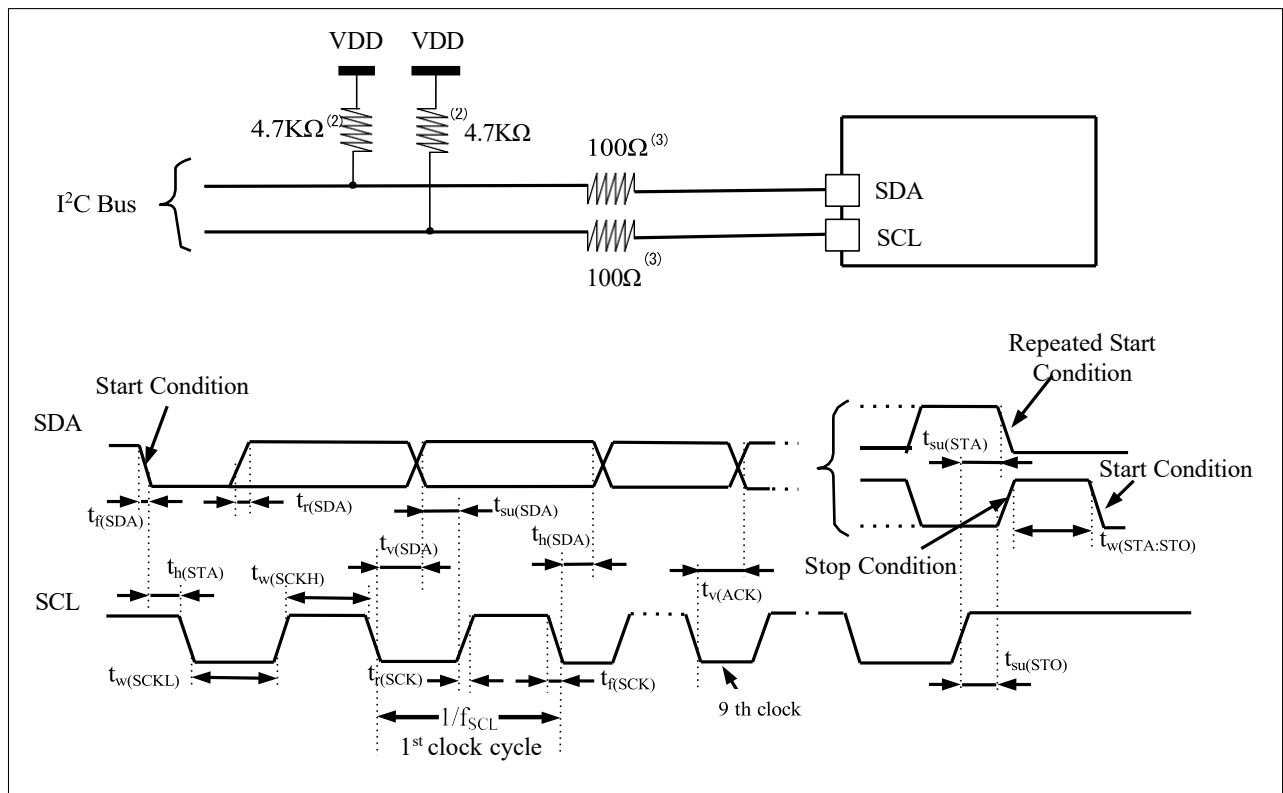 VDD VDD
4.7KΩ(2) (2) 4.7KΩ
100Ω(3)
SDA
I²C Bus
SCL
100Ω(3)
Repeated Start
Condition
Start Condition
SDA
tsu(STA)
Start Condition
tf(SDA)
tr(SDA)
tsu(SDA)
tv(SDA)
th(SDA)
tw(STA:STO)
Stop Condition
th(STA)
tw(SCKH)
tv(ACK)
SCL
tw(SCKL)
tr(SCK)
tf(SCK)
tsu(STO)
9 th clock
1/fSCL
1st clock cycle